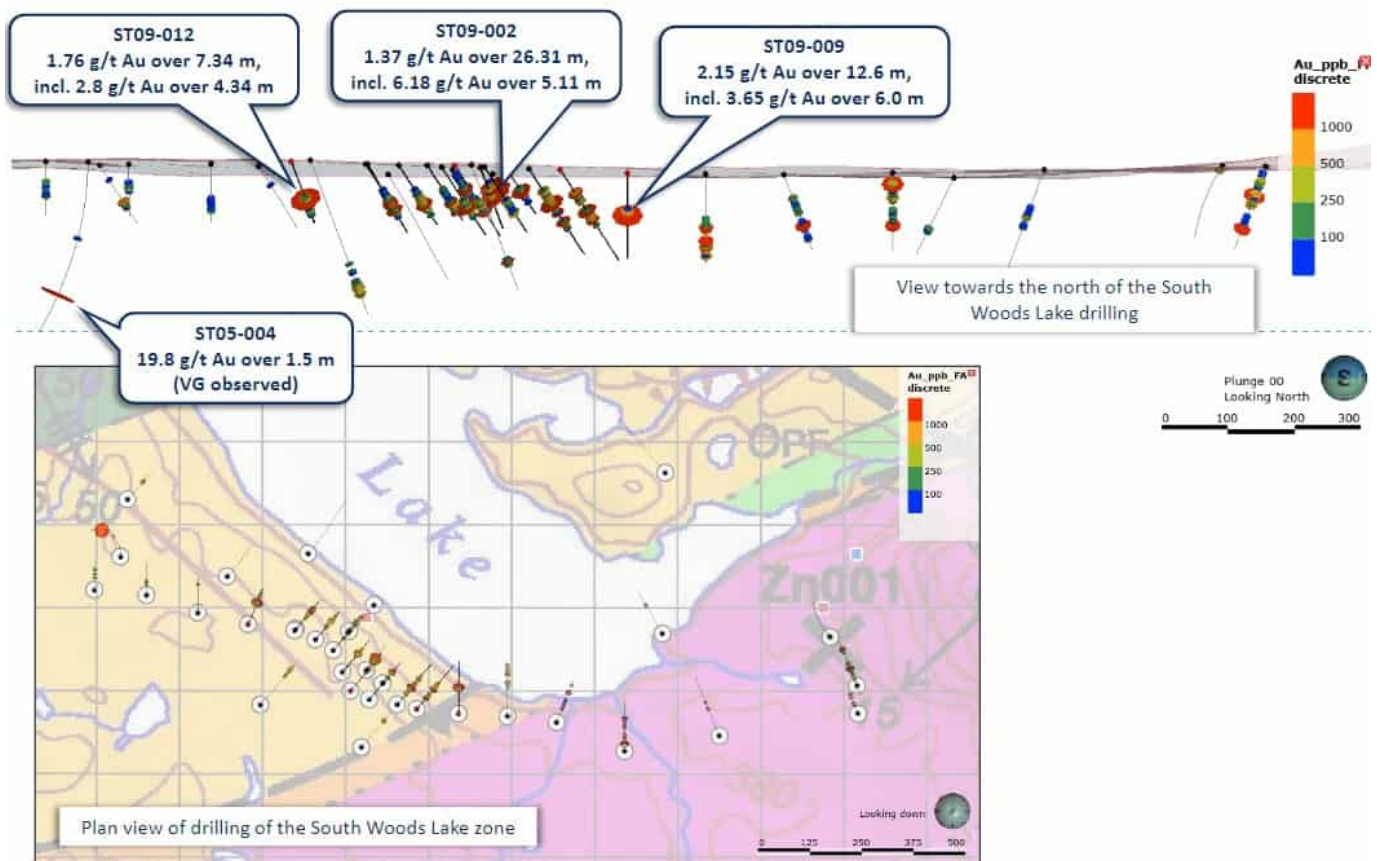 ST09-012
1.76 g/t Au over 7.34 m,
incl. 2.8 g/t Au over 4.34 m
ST09-002
1.37 g/t Au over 26.31 m,
incl. 6.18 g/t Au over 5.11 m
ST09-009
2.15 g/t Au over 12.6 m,
incl. 3.65 g/t Au over 6.0 m
discrete
1000
500
250
100
View towards the north of the South
Woods Lake drilling
ST05-004
19.8 g/t Au over 1.5 m
(VG observed)
Plunge 00
Looking North
S
0 100 200 300
Au_ppb_FA
discrete
1000
500
250
100
50
50
Lake
OPF
Zn001
5
380
Plan view of drilling of the South Woods Lake zone
Looking down
0 125 250 375 500